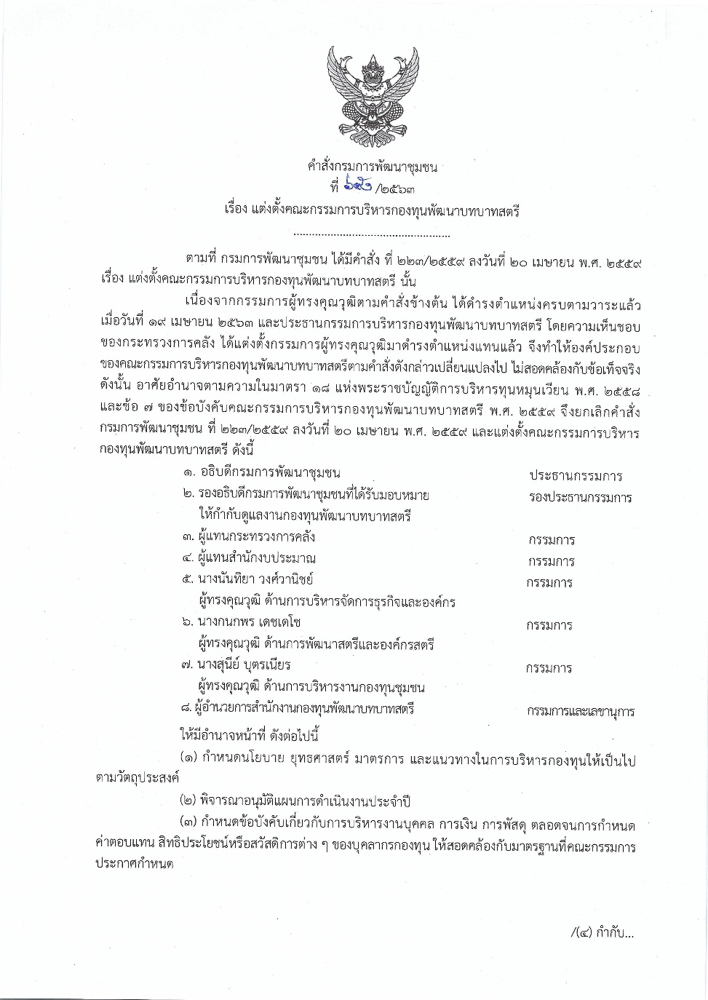 คำสั่งกรมการพัฒนาชุมชน
ที่ /๒๕๖๓
เรื่อง แต่งตั้งคณะกรรมการบริหารกองทุนพัฒนาบทบาทสตรี
...................................................
ตามที่ กรมการพัฒนาชุมชน ได้มีคำสั่ง ที่ ๒๒๓/๒๕๕๙ ลงวันที่ ๒๐ เมษายน พ.ศ. ๒๕๕๙
เรื่อง แต่งตั้งคณะกรรมการบริหารกองทุนพัฒนาบทบาทสตรี นั้น
เนื่องจากกรรมการผู้ทรงคุณวุฒิตามคำสั่งข้างต้น ได้ดำรงตำแหน่งครบตามวาระแล้ว
เมื่อวันที่ ๑๙ เมษายน ๒๕๖๓ และประธานกรรมการบริหารกองทุนพัฒนาบทบาทสตรี โดยความเห็นชอบ
ของกระทรวงการคลัง ได้แต่งตั้งกรรมการผู้ทรงคุณวุฒิมาดำรงตำแหน่งแทนแล้ว จึงทำให้องค์ประกอบ
ของคณะกรรมการบริหารกองทุนพัฒนาบทบาทสตรีตามคำสั่งดังกล่าวเปลี่ยนแปลงไป ไม่สอดคล้องกับข้อเท็จจริง
ดังนั้น อาศัยอำนาจตามความในมาตรา ๑๘ แห่งพระราชบัญญัติการบริหารทุนหมุนเวียน พ.ศ. ๒๕๕๘
และข้อ ๗ ของข้อบังคับคณะกรรมการบริหารกองทุนพัฒนาบทบาทสตรี พ.ศ. ๒๕๕๙ จึงยกเลิกคำสั่ง
กรมการพัฒนาชุมชน ที่ ๒๒๓/๒๕๕๙ ลงวันที่ ๒๐ เมษายน พ.ศ. ๒๕๕๙ และแต่งตั้งคณะกรรมการบริหาร
กองทุนพัฒนาบทบาทสตรี ดังนี้
๑. อธิบดีกรมการพัฒนาชุมชน ประธานกรรมการ
๒. รองอธิบดีกรมการพัฒนาชุมชนที่ได้รับมอบหมาย รองประธานกรรมการ
ให้กำกับดูแลงานกองทุนพัฒนาบทบาทสตรี
๓. ผู้แทนกระทรวงการคลัง กรรมการ
๔. ผู้แทนสำนักงบประมาณ กรรมการ
๕. นางนันทิยา วงศ์วานิชย์ กรรมการ
ผู้ทรงคุณวุฒิ ด้านการบริหารจัดการธุรกิจและองค์กร
๖. นางกนกพร เดชเดโช กรรมการ
ผู้ทรงคุณวุฒิ ด้านการพัฒนาสตรีและองค์กรสตรี
๗. นางสุนีย์ บุตรเนียร กรรมการ
ผู้ทรงคุณวุฒิ ด้านการบริหารงานกองทุนชุมชน
๘. ผู้อำนวยการสำนักงานกองทุนพัฒนาบทบาทสตรี กรรมการและเลขานุการ
ให้มีอำนาจหน้าที่ ดังต่อไปนี้
(๑) กำหนดนโยบาย ยุทธศาสตร์ มาตรการ และแนวทางในการบริหารกองทุนให้เป็นไป
ตามวัตถุประสงค์
(๒) พิจารณาอนุมัติแผนการดำเนินงานประจำปี
(๓) กำหนดข้อบังคับเกี่ยวกับการบริหารงานบุคคล การเงิน การพัสดุ ตลอดจนการกำหนด
ค่าตอบแทน สิทธิประโยชน์หรือสวัสดิการต่าง ๆ ของบุคลากรกองทุน ให้สอดคล้องกับมาตรฐานที่คณะกรรมการ
ประกาศกำหนด
/(๔) กำกับ...